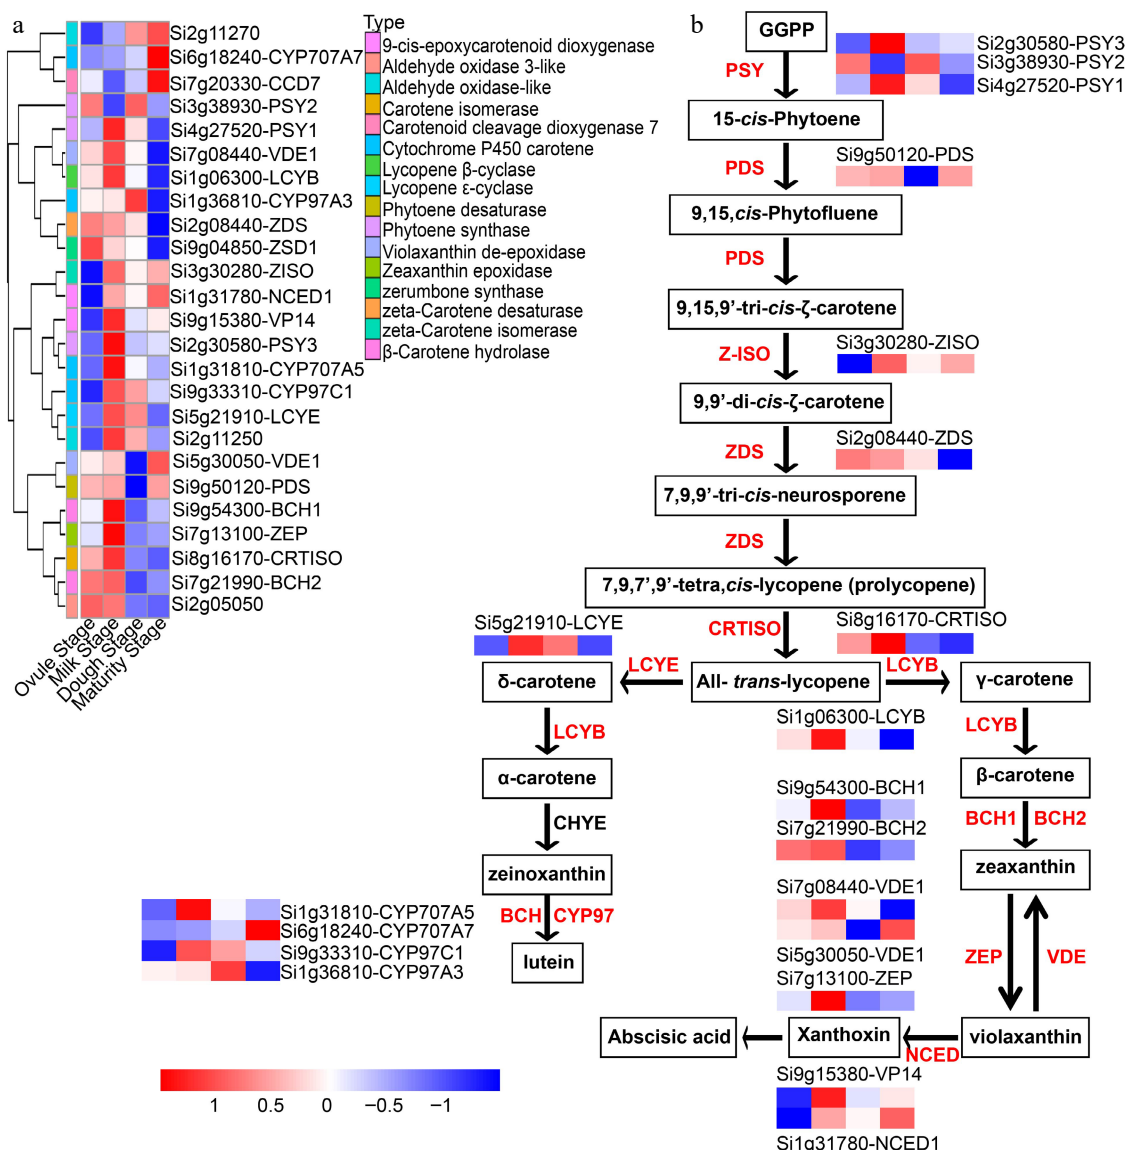 a
Si2g11270
Si6g18240-CYP707A7
Si7g20330-CCD7
Si3g38930-PSY2
Si4g27520-PSY1
Si7g08440-VDE1
Si1g06300-LCYB
Si1g36810-CYP97A3
Si2g08440-ZDS
Si9g04850-ZSD1
Si3g30280-ZISO
Si1g31780-NCED1
Si9g15380-VP14
Si2g30580-PSY3
Si1g31810-CYP707A5
Si9g33310-CYP97C1
Si5g21910-LCYE
Si2g11250
Si5g30050-VDE1
Si9g50120-PDS
Si9g54300-BCH1
Si7g13100-ZEP
Si8g16170-CRTISO
Si7g21990-BCH2
Si2g05050
Ovule Stage
Milk Stage
Dough Stage
Maturity Stage
Type
9-cis-epoxycarotenoid dioxygenase
Aldehyde oxidase 3-like
Aldehyde oxidase-like
Carotene isomerase
Carotenoid cleavage dioxygenase 7
Cytochrome P450 carotene
Lycopene β-cyclase
Lycopene ε-cyclase
Phytoene desaturase
Phytoene synthase
Violaxanthin de-epoxidase
Zeaxanthin epoxidase
zerumbone synthase
zeta-Carotene desaturase
zeta-Carotene isomerase
β-Carotene hydrolase
b
GGPP
PSY
Si2g30580-PSY3
Si3g38930-PSY2
Si4g27520-PSY1
15-cis-Phytoene
PDS
Si9g50120-PDS
9,15,cis-Phytofluene
PDS
9,15,9’-tri-cis-ζ-carotene
Z-ISO
Si3g30280-ZISO
9,9’-di-cis-ζ-carotene
ZDS
Si2g08440-ZDS
7,9,9’-tri-cis-neurosporene
ZDS
7,9,7’,9’-tetra,cis-lycopene (prolycopene)
Si5g21910-LCYE
CRTISO
Si8g16170-CRTISO
δ-carotene
LCYE
All- trans-lycopene
LCYB
γ-carotene
LCYB
Si1g06300-LCYB
LCYB
α-carotene
β-carotene
CHYE
Si9g54300-BCH1
Si7g21990-BCH2
BCH1 BCH2
zeinoxanthin
zeaxanthin
BCH CYP97
Si7g08440-VDE1
Si5g30050-VDE1
ZEP VDE
Si1g31810-CYP707A5
Si6g18240-CYP707A7
Si9g33310-CYP97C1
Si1g36810-CYP97A3
lutein
Si7g13100-ZEP
Abscisic acid
Xanthoxin
NCED
violaxanthin
Si9g15380-VP14
Si1g31780-NCED1
1 0.5 0 −0.5 −1